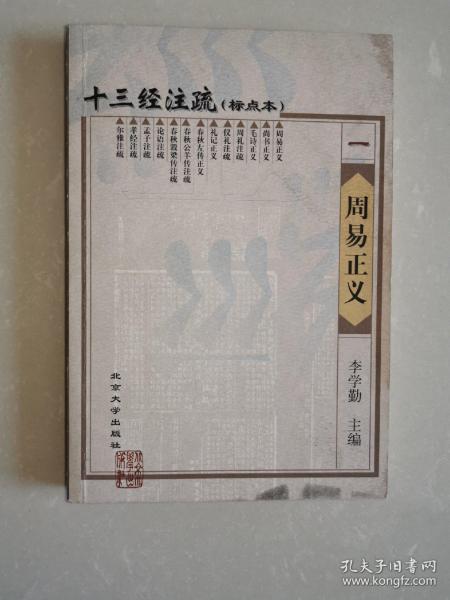 十三经注疏(标点本)
▲周易正义
▲尚书正义
▲毛诗正义
▲周礼注疏
▲仪礼注疏
▲礼记正义
▲春秋左传正义
▲春秋公羊传注疏
▲春秋穀梁传注疏
▲论语注疏
▲孟子注疏
▲孝经注疏
▲尔雅注疏
一
周易正义
李学勤 主编
北京大学出版社
孔夫子旧书网
www.kongfz.com